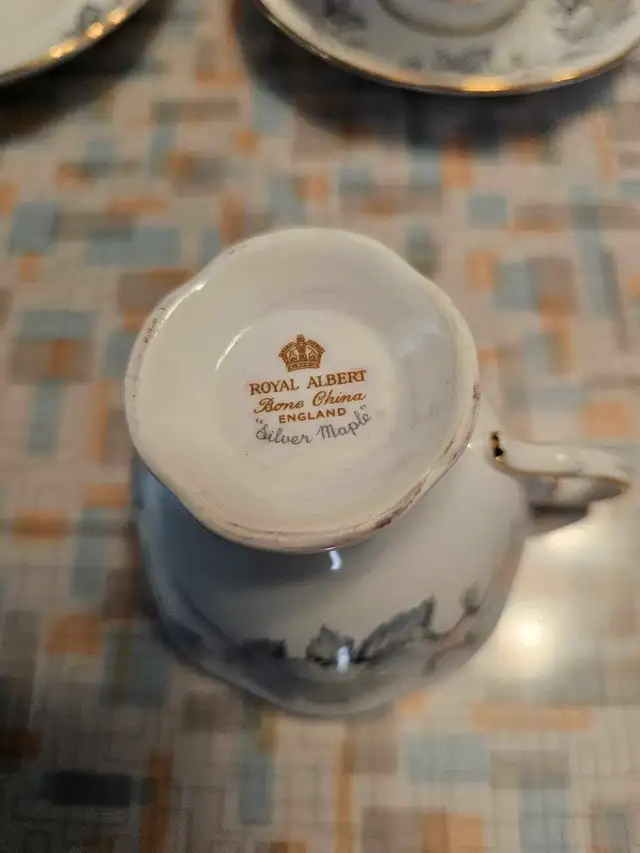 ROYAL ALBERT
Bone China
ENGLAND
"Silver Maple"